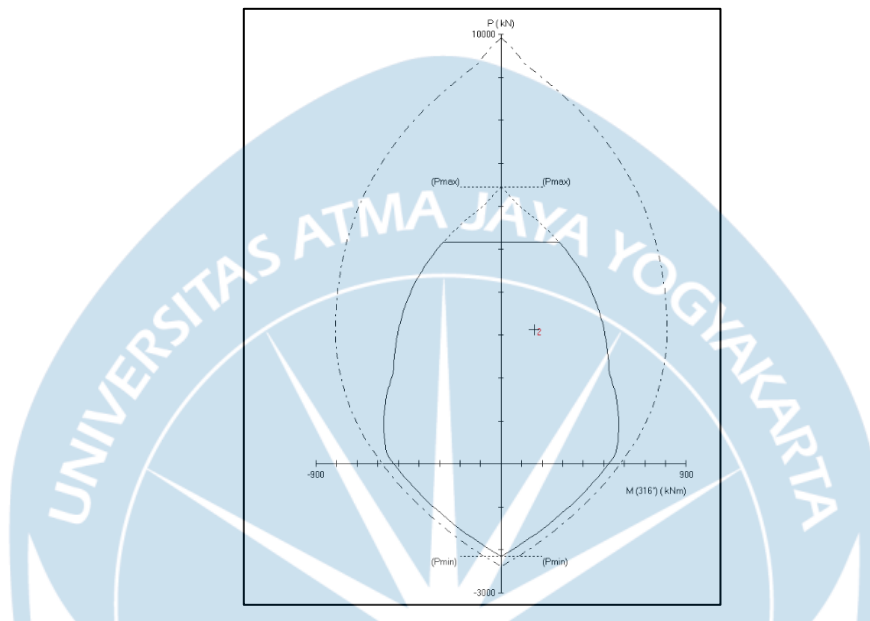 P ( kN)
10000
(Pmax)
(Pmax)
UNIVERSITAS ATMA JAYA YOGYAKARTA
2
-900
900
M (316°) ( kNm)
(Pmin)
(Pmin)
-3000